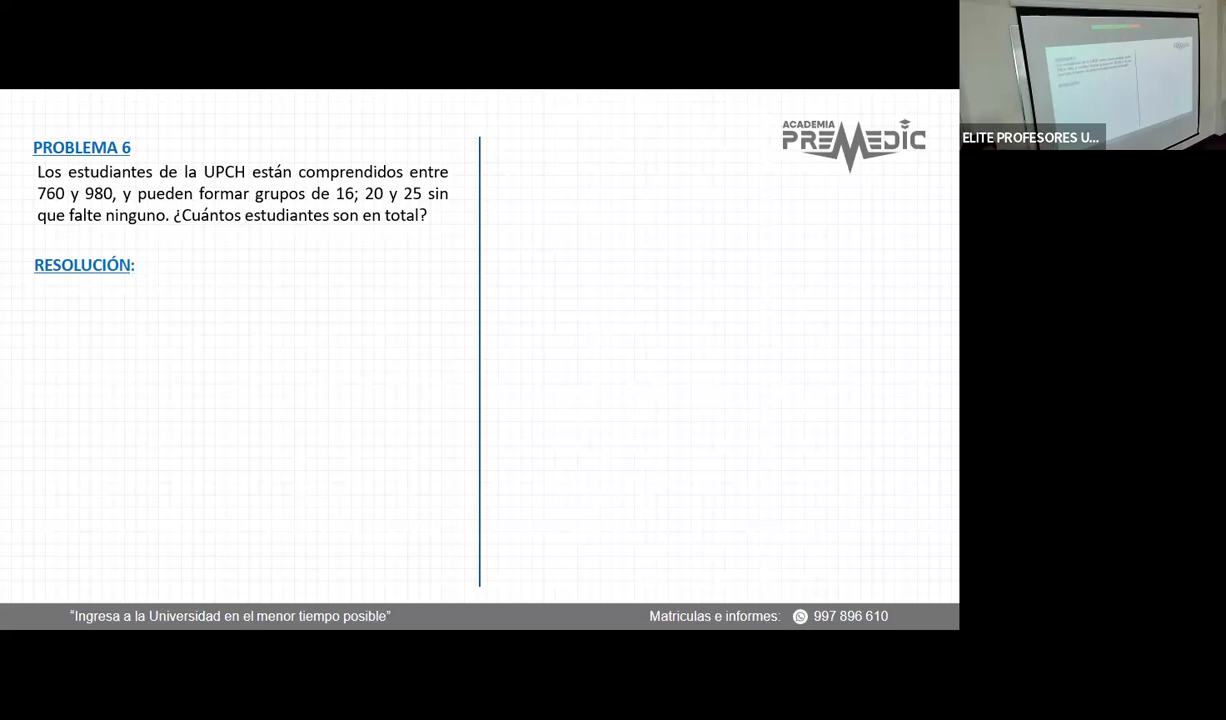 PROBLEMA 6
Los estudiantes de la UPCH están comprendidos entre
760 y 980, y pueden formar grupos de 16; 20 y 25 sin
que falte ninguno. ¿Cuántos estudiantes son en total?
RESOLUCIÓN:
ACADEMIA
PREMEDIC
ELITE PROFESORES U...
“Ingresa a la Universidad en el menor tiempo posible”
Matriculas e informes: 997 896 610